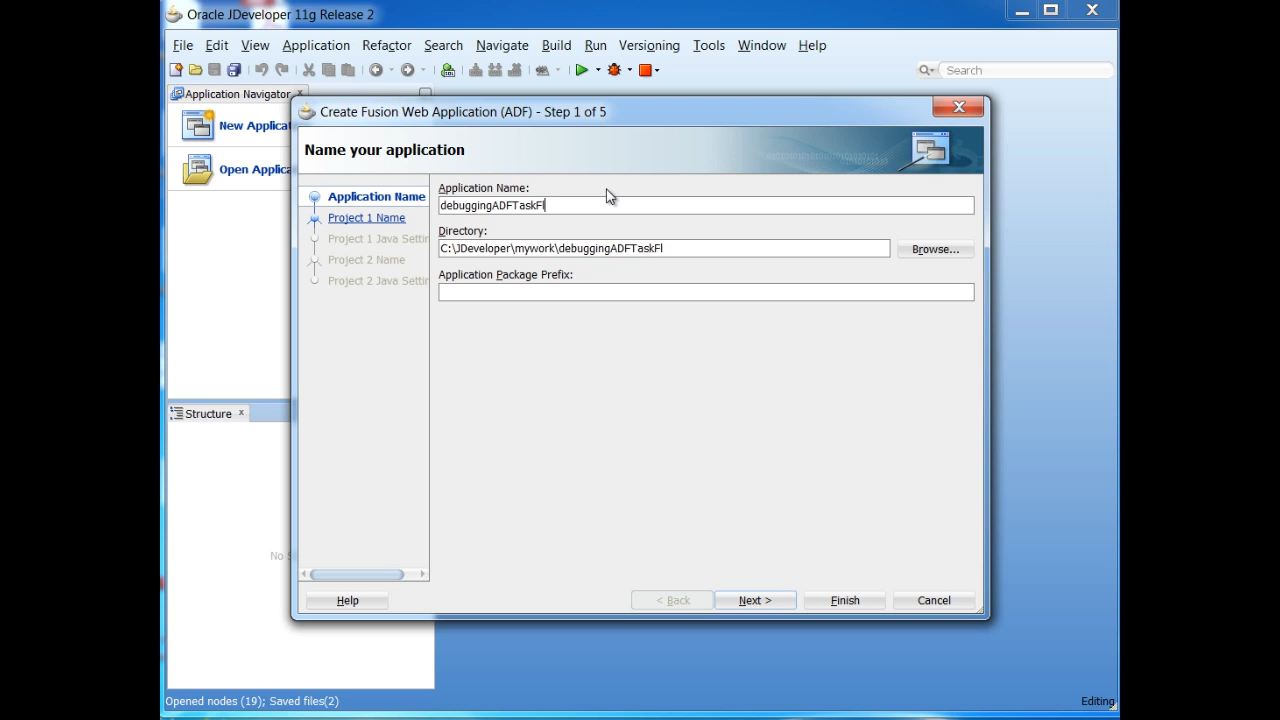 Oracle JDeveloper 11g Release 2
File Edit View Application Refactor Search Navigate Build Run Versioning Tools Window Help
Search
Application Navigator
New Applica
Open Applica
Create Fusion Web Application (ADF) - Step 1 of 5
Name your application
Application Name
Project 1 Name
Project 1 Java Settin
Project 2 Name
Project 2 Java Settin
Application Name:
debuggingADFTaskFl
Directory:
C:\JDeveloper\mywork\debuggingADFTaskFl
Browse...
Application Package Prefix:
Structure
No S
Help
< Back
Next >
Finish
Cancel
Opened nodes (19); Saved files(2)
Editing